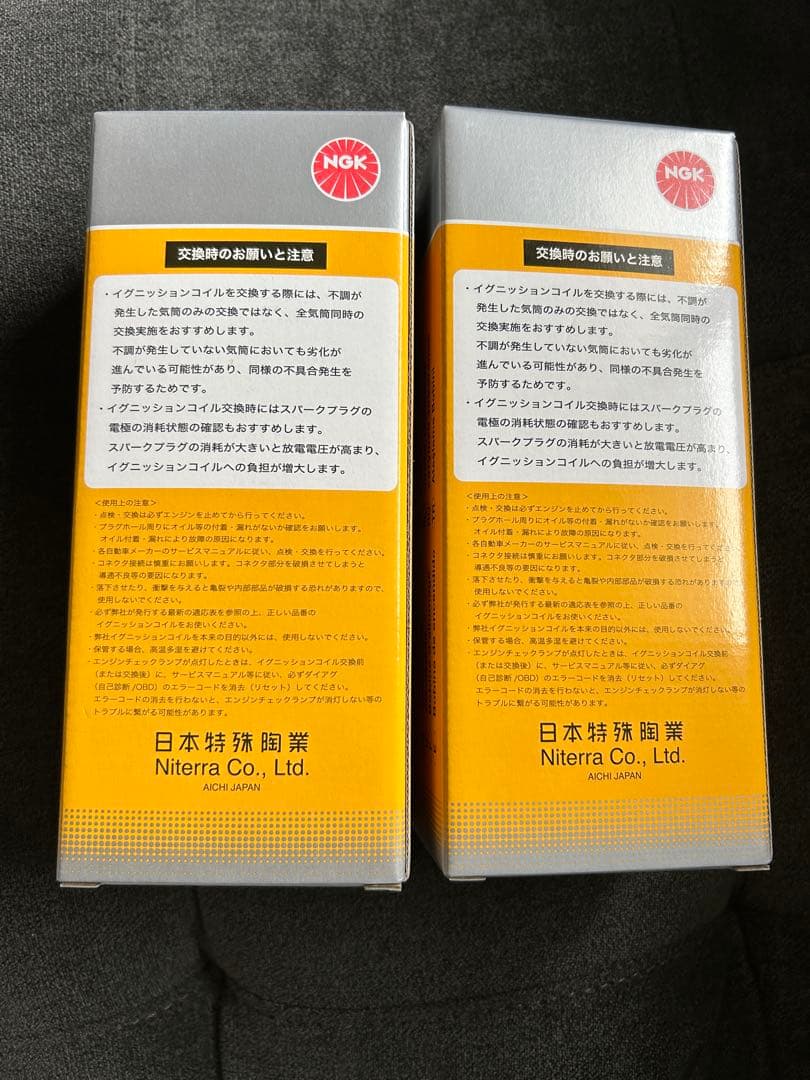 NGK
交換時のお願いと注意
・イグニッションコイルを交換する際には、不調が
発生した気筒のみの交換ではなく、全気筒同時の
交換実施をおすすめします。
不調が発生していない気筒においても劣化が
進んでいる可能性があり、同様の不具合発生を
予防するためです。
・イグニッションコイル交換時にはスパークプラグの
電極の消耗状態の確認もおすすめします。
スパークプラグの消耗が大きいと放電電圧が高まり、
イグニッションコイルへの負担が増大します。
＜使用上の注意＞
・点検・交換は必ずエンジンを止めてから行ってください。
・プラグホール周りにオイル等の付着・漏れがないか確認をお願いします。
オイル付着・漏れにより故障の原因になります。
・各自動車メーカーのサービスマニュアルに従い、点検・交換を行ってください。
・コネクタ接続は慎重にお願いします。コネクタ部分を破損させてしまうと
導通不良等の要因になります。
・落下させたり、衝撃を与えると亀裂や内部部品が破損する恐れがありますので、
使用しないでください。
・必ず弊社が発行する最新の適応表を参照の上、正しい品番の
イグニッションコイルをお使いください。
・弊社イグニッションコイルを本来の目的以外には、使用しないでください。
・保管する場合、高温多湿を避けてください。
・エンジンチェックランプが点灯したときは、イグニッションコイル交換前
（または交換後）に、サービスマニュアル等に従い、必ずダイアグ
（自己診断/OBD）のエラーコードを消去（リセット）してください。
エラーコードの消去を行わないと、エンジンチェックランプが消灯しない等の
トラブルに繋がる可能性があります。
日本特殊陶業
Niterra Co., Ltd.
AICHI JAPAN
NGK
交換時のお願いと注意
・イグニッションコイルを交換する際には、不調が
発生した気筒のみの交換ではなく、全気筒同時の
交換実施をおすすめします。
不調が発生していない気筒においても劣化が
進んでいる可能性があり、同様の不具合発生を
予防するためです。
・イグニッションコイル交換時にはスパークプラグの
電極の消耗状態の確認もおすすめします。
スパークプラグの消耗が大きいと放電電圧が高まり、
イグニッションコイルへの負担が増大します。
＜使用上の注意＞
・点検・交換は必ずエンジンを止めてから行ってください。
・プラグホール周りにオイル等の付着・漏れがないか確認をお願いします。
オイル付着・漏れにより故障の原因になります。
・各自動車メーカーのサービスマニュアルに従い、点検・交換を行ってください。
・コネクタ接続は慎重にお願いします。コネクタ部分を破損させてしまうと
導通不良等の要因になります。
・落下させたり、衝撃を与えると亀裂や内部部品が破損する恐れがありますので、
使用しないでください。
・必ず弊社が発行する最新の適応表を参照の上、正しい品番の
イグニッションコイルをお使いください。
・弊社イグニッションコイルを本来の目的以外には、使用しないでください。
・保管する場合、高温多湿を避けてください。
・エンジンチェックランプが点灯したときは、イグニッションコイル交換前
（または交換後）に、サービスマニュアル等に従い、必ずダイアグ
（自己診断/OBD）のエラーコードを消去（リセット）してください。
エラーコードの消去を行わないと、エンジンチェックランプが消灯しない等の
トラブルに繋がる可能性があります。
日本特殊陶業
Niterra Co., Ltd.
AICHI JAPAN